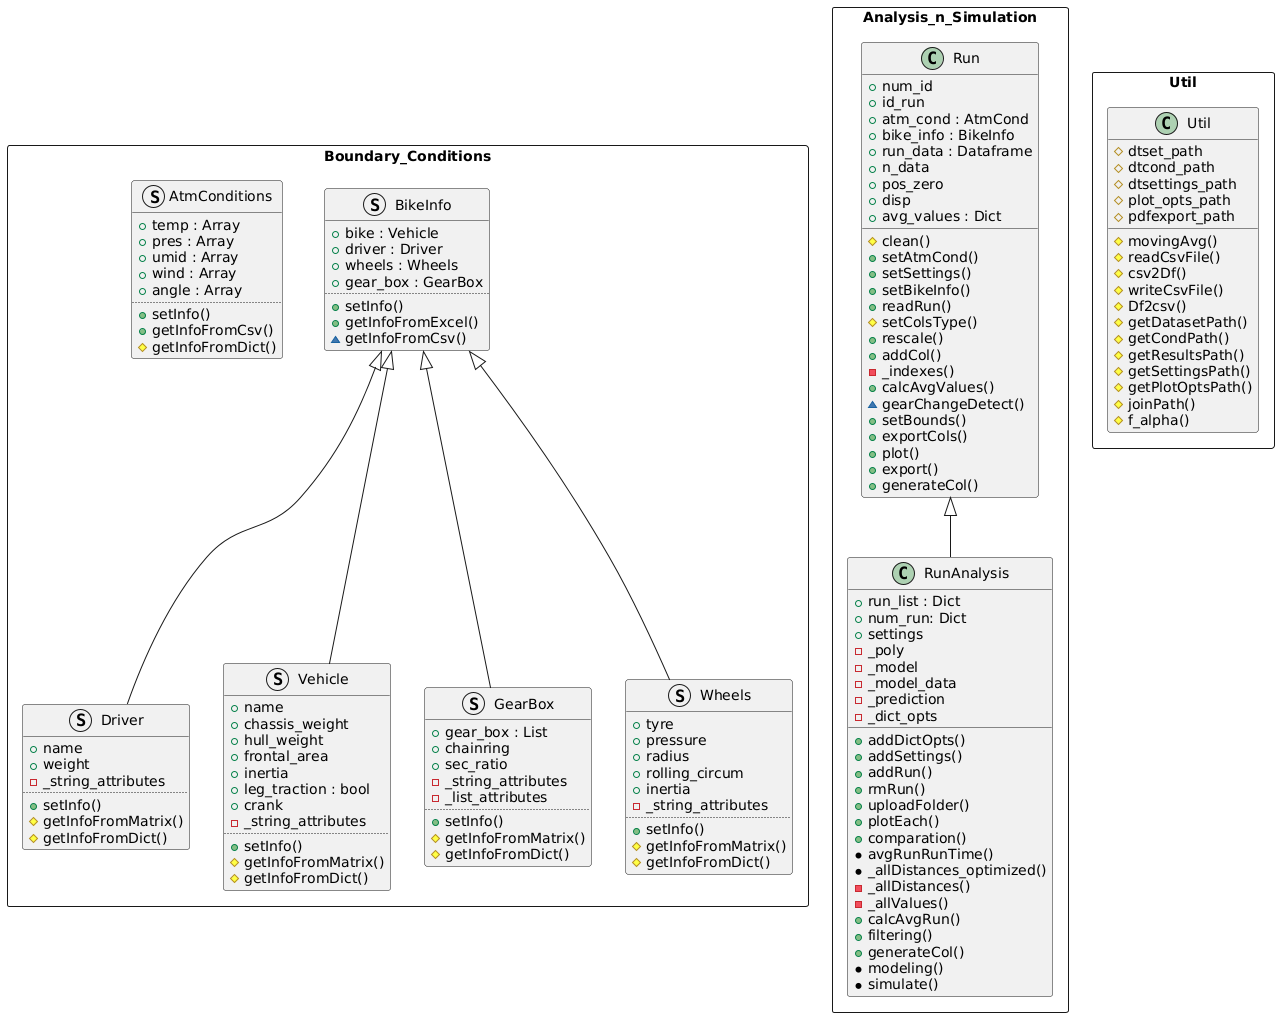 Boundary_Conditions
S AtmConditions
temp : Array
pres : Array
umid : Array
wind : Array
angle : Array
setInfo()
getInfoFromCsv()
getInfoFromDict()
S BikeInfo
bike : Vehicle
driver : Driver
wheels : Wheels
gear_box : GearBox
setInfo()
getInfoFromExcel()
getInfoFromCsv()
S Driver
name
weight
_string_attributes
setInfo()
getInfoFromMatrix()
getInfoFromDict()
S Vehicle
name
chassis_weight
hull_weight
frontal_area
inertia
leg_traction : bool
crank
_string_attributes
setInfo()
getInfoFromMatrix()
getInfoFromDict()
S GearBox
gear_box : List
chainring
sec_ratio
_string_attributes
_list_attributes
setInfo()
getInfoFromMatrix()
getInfoFromDict()
S Wheels
tyre
pressure
radius
rolling_circum
inertia
_string_attributes
setInfo()
getInfoFromMatrix()
getInfoFromDict()
Analysis_n_Simulation
C Run
num_id
id_run
atm_cond : AtmCond
bike_info : BikeInfo
run_data : Dataframe
n_data
pos_zero
disp
avg_values : Dict
clean()
setAtmCond()
setSettings()
setBikeInfo()
readRun()
setColsType()
rescale()
addCol()
_indexes()
calcAvgValues()
gearChangeDetect()
setBounds()
exportCols()
plot()
export()
generateCol()
C RunAnalysis
run_list : Dict
num_run: Dict
settings
_poly
_model
_model_data
_prediction
_dict_opts
addDictOpts()
addSettings()
addRun()
rmRun()
uploadFolder()
plotEach()
comparation()
avgRunRunTime()
_allDistances_optimized()
_allDistances()
_allValues()
calcAvgRun()
filtering()
generateCol()
modeling()
simulate()
Util
C Util
dtset_path
dtcond_path
dtsettings_path
plot_opts_path
pdfexport_path
movingAvg()
readCsvFile()
csv2Df()
writeCsvFile()
Df2csv()
getDatasetPath()
getCondPath()
getResultsPath()
getSettingsPath()
getPlotOptsPath()
joinPath()
f_alpha()